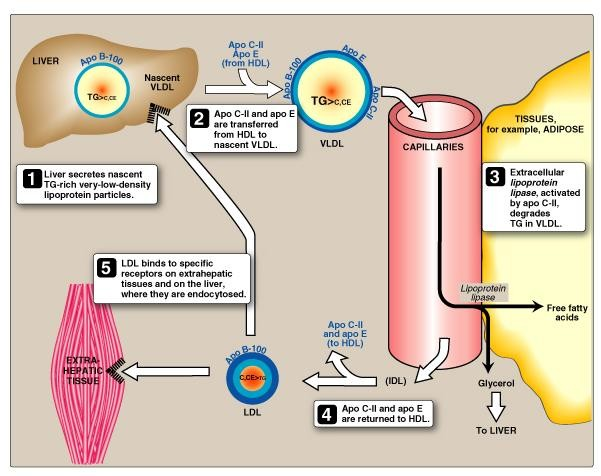 LIVER
Apo B-100
TG>C,CE
Nascent
VLDL
Apo C-II
Apo E
(from HDL)
Apo B-100
Apo E
Apo C-II
TG>C,CE
VLDL
2 Apo C-II and apo E
are transferred
from HDL to
nascent VLDL.
CAPILLARIES
TISSUES,
for example, ADIPOSE
1 Liver secretes nascent
TG-rich very-low-density
lipoprotein particles.
3 Extracellular
lipoprotein
lipase, activated
by apo C-II,
degrades
TG in VLDL.
5 LDL binds to specific
receptors on extrahepatic
tissues and on the liver,
where they are endocytosed.
Lipoprotein
lipase
Free fatty
acids
Glycerol
To LIVER
Apo C-II
and apo E
(to HDL)
(IDL)
4 Apo C-II and apo E
are returned to HDL.
Apo B-100
C,CE>TG
LDL
EXTRA-
HEPATIC
TISSUE